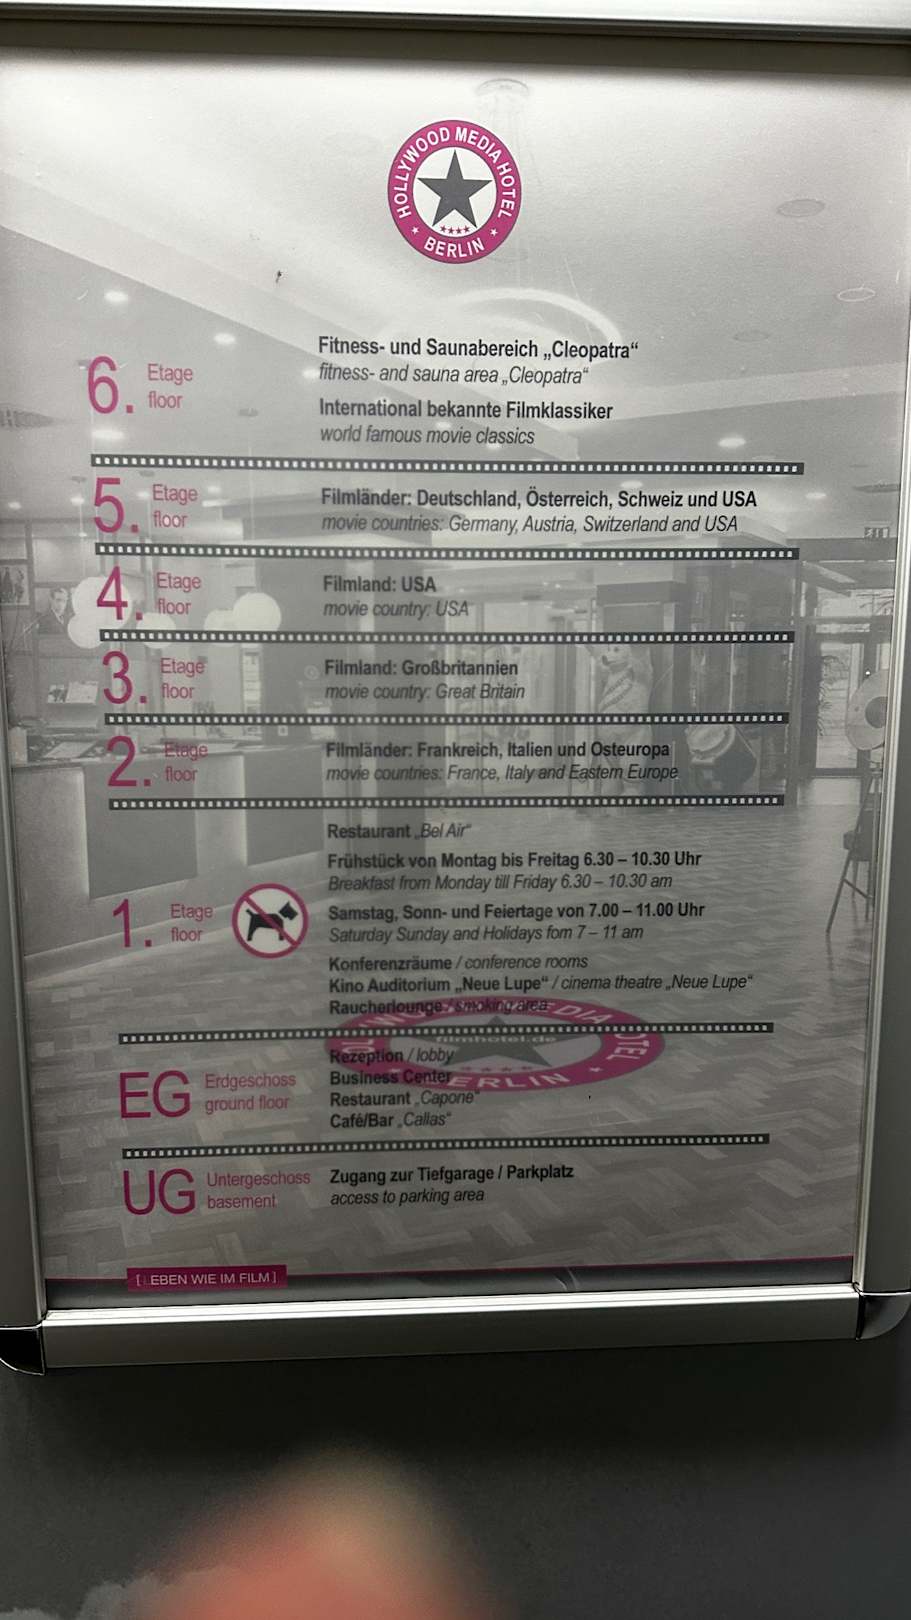 HOLLYWOOD MEDIA HOTEL
BERLIN
6. Etage
floor
Fitness- und Saunabereich „Cleopatra“
fitness- and sauna area „Cleopatra“
International bekannte Filmklassiker
world famous movie classics
5. Etage
floor
Filmländer: Deutschland, Österreich, Schweiz und USA
movie countries: Germany, Austria, Switzerland and USA
4. Etage
floor
Filmland: USA
movie country: USA
3. Etage
floor
Filmland: Großbritannien
movie country: Great Britain
2. Etage
floor
Filmländer: Frankreich, Italien und Osteuropa
movie countries: France, Italy and Eastern Europe
1. Etage
floor
Restaurant „Bel Air“
Frühstück von Montag bis Freitag 6.30 – 10.30 Uhr
Breakfast from Monday till Friday 6.30 – 10.30 am
Samstag, Sonn- und Feiertage von 7.00 – 11.00 Uhr
Saturday Sunday and Holidays fom 7 – 11 am
Konferenzräume / conference rooms
Kino Auditorium „Neue Lupe“ / cinema theatre „Neue Lupe“
Raucherlounge / smoking area
EG Erdgeschoss
ground floor
Rezeption / lobby
Business Center
Restaurant „Capone“
Café/Bar „Callas“
filmhotel.de
BERLIN
UG Untergeschoss
basement
Zugang zur Tiefgarage / Parkplatz
access to parking area
[ LEBEN WIE IM FILM ]